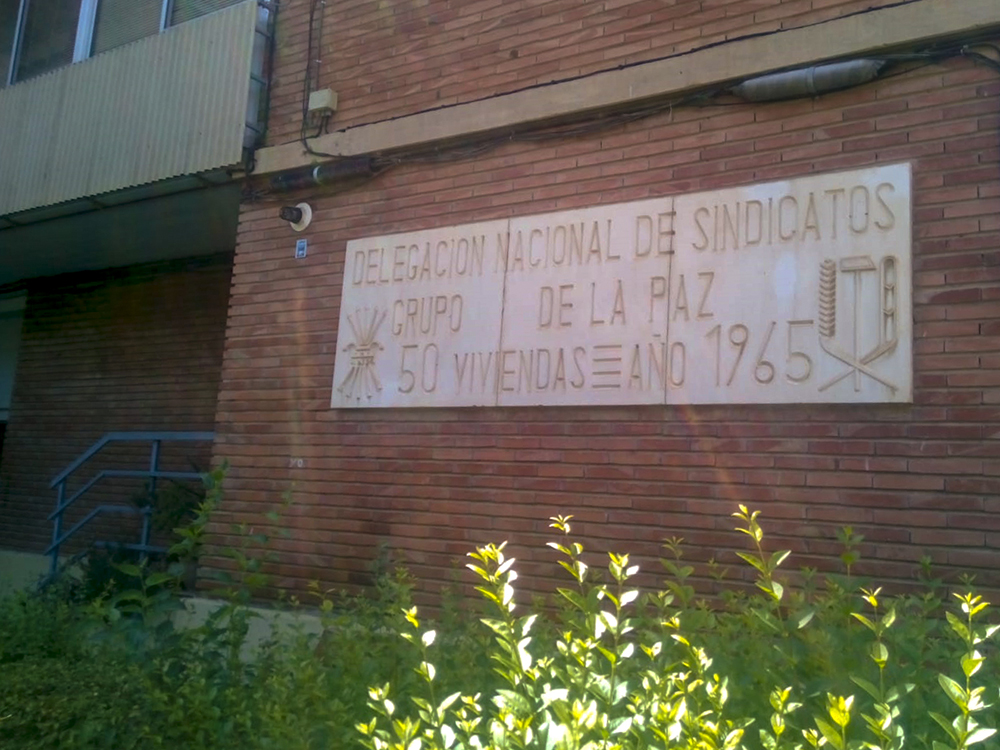 DELEGACION NACIONAL DE SINDICATOS
GRUPO DE LA PAZ
50 VIVIENDAS AÑO 1965